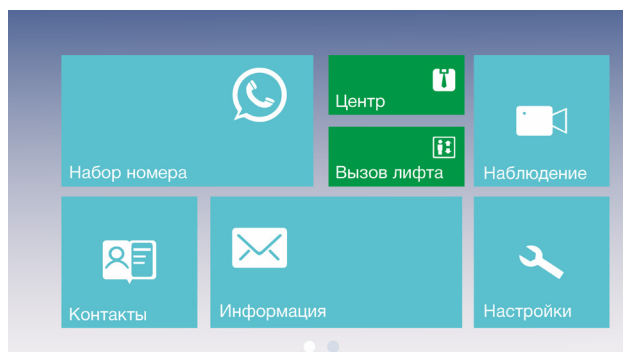 Набор номера
Центр
Вызов лифта
Наблюдение
Контакты
Информация
Настройки